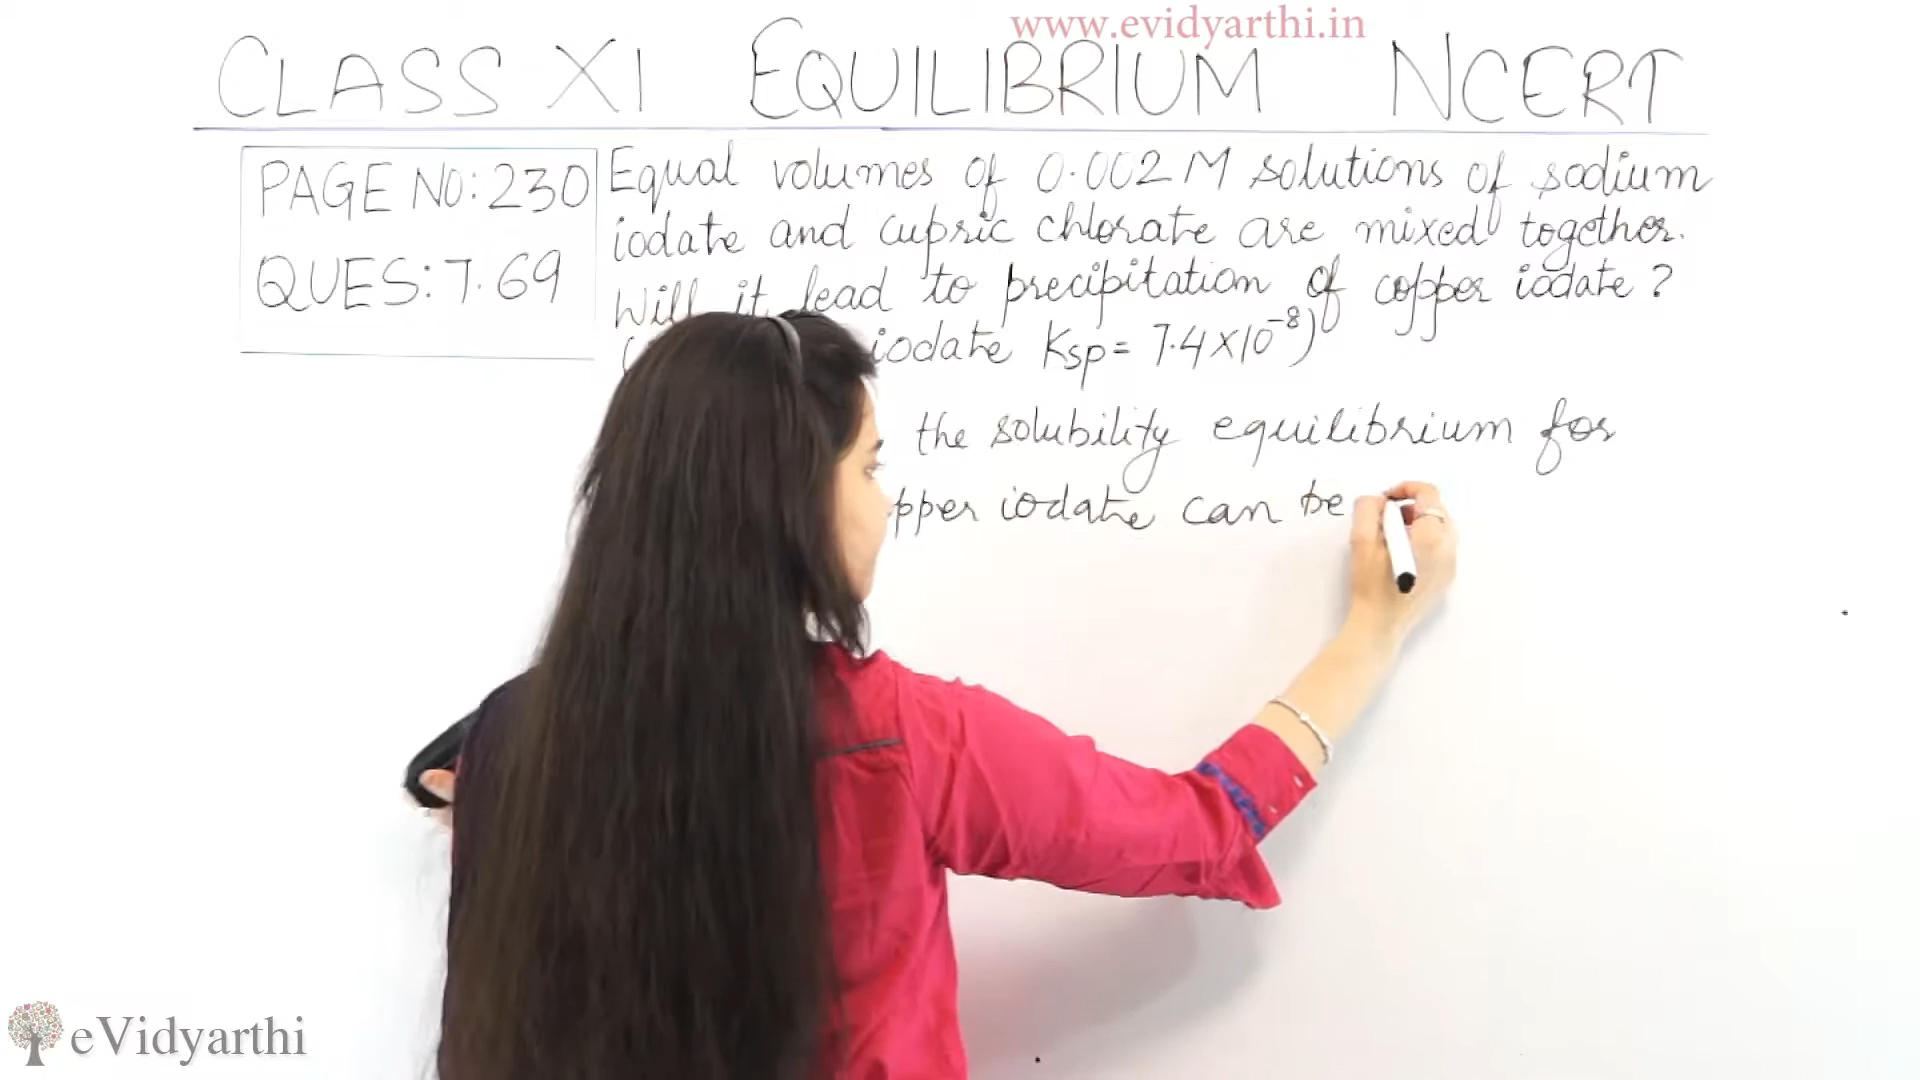 www.evidyarthi.in
CLASS XI EQUILIBRIUM NCERT
PAGE NO: 230
QUES: 7.69
Equal volumes of 0.002 M solutions of sodium
iodate and cupric chlorate are mixed together.
Will it lead to precipitation of copper iodate?
iodate Ksp = 7.4 × 10⁻⁸)
the solubility equilibrium for
pper iodate can be
eVidyarthi